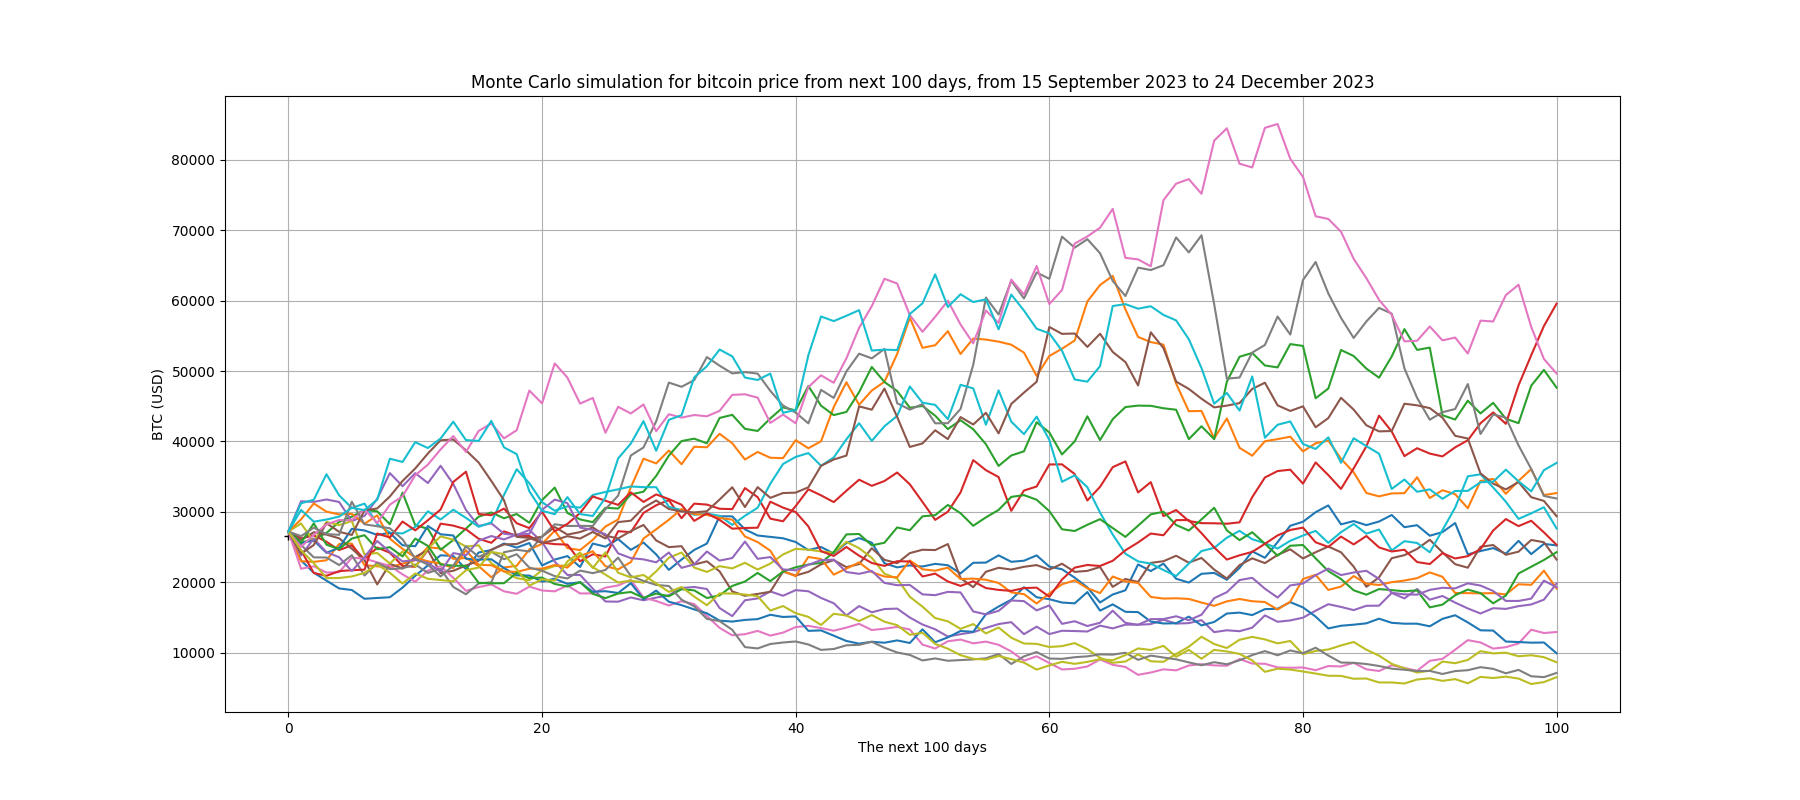 Monte Carlo simulation for bitcoin price from next 100 days, from 15 September 2023 to 24 December 2023
BTC (USD)
80000
70000
60000
50000
40000
30000
20000
10000
0 20 40 60 80 100
The next 100 days